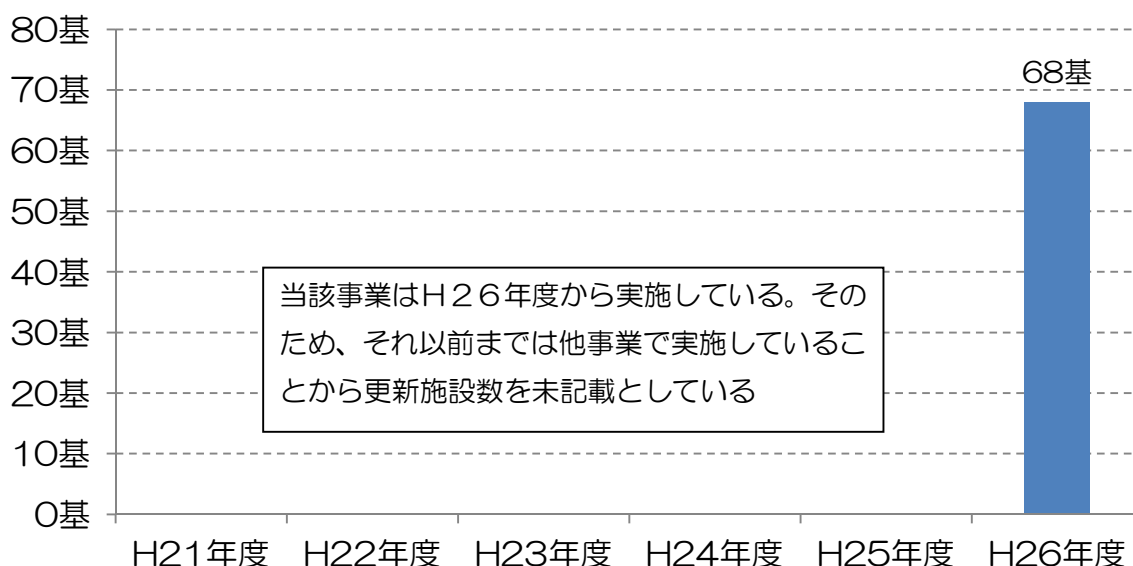 80基
68基
70基
60基
50基
40基
当該事業はH26年度から実施している。その
30基
ため、それ以前までは他事業で実施しているこ
20基
とから更新施設数を未記載としている
10基
0基
H21年度 H22年度 H23年度 H24年度 H25年度 H26年度